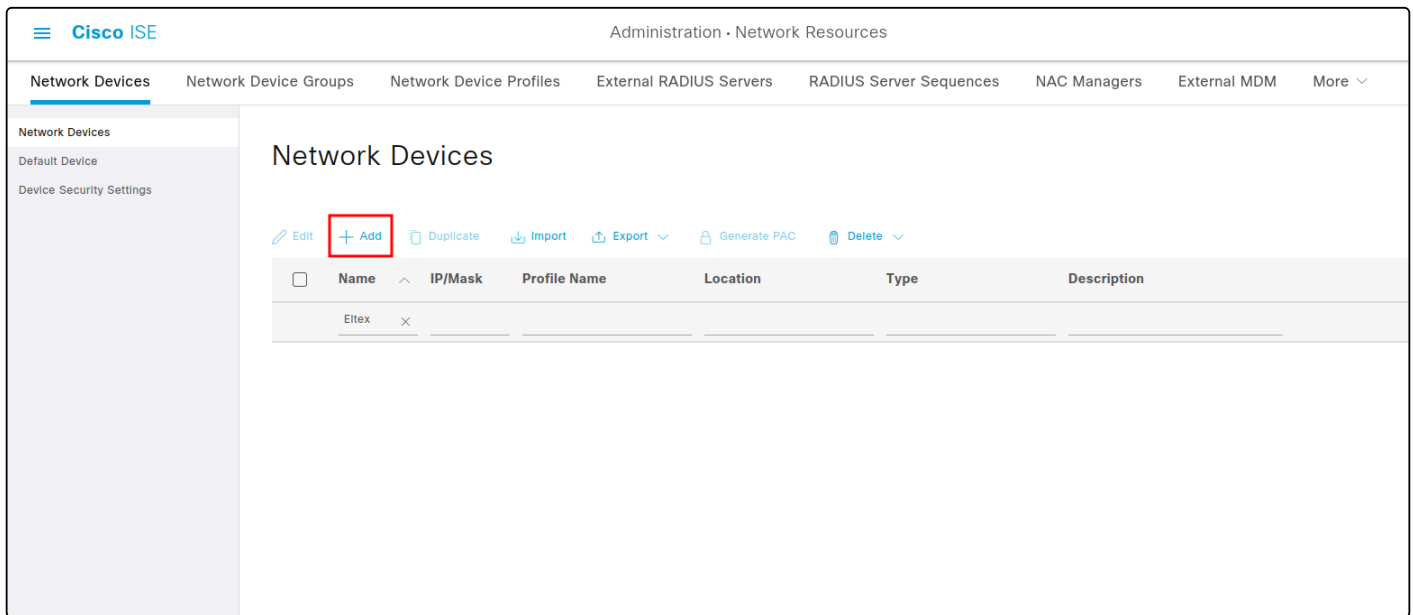 Cisco ISE
Administration · Network Resources
Network Devices Network Device Groups Network Device Profiles External RADIUS Servers RADIUS Server Sequences NAC Managers External MDM More
Network Devices
Default Device
Device Security Settings
Network Devices
Edit Add Duplicate Import Export Generate PAC Delete
Name IP/Mask Profile Name Location Type Description
Eltex